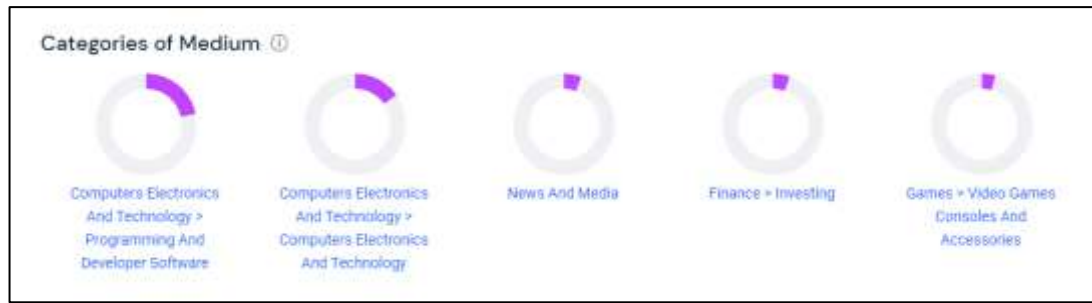 Categories of Medium ⓘ
Computers Electronics
And Technology >
Programming And
Developer Software
Computers Electronics
And Technology >
Computers Electronics
And Technology
News And Media
Finance > Investing
Games > Video Games
Consoles And
Accessories